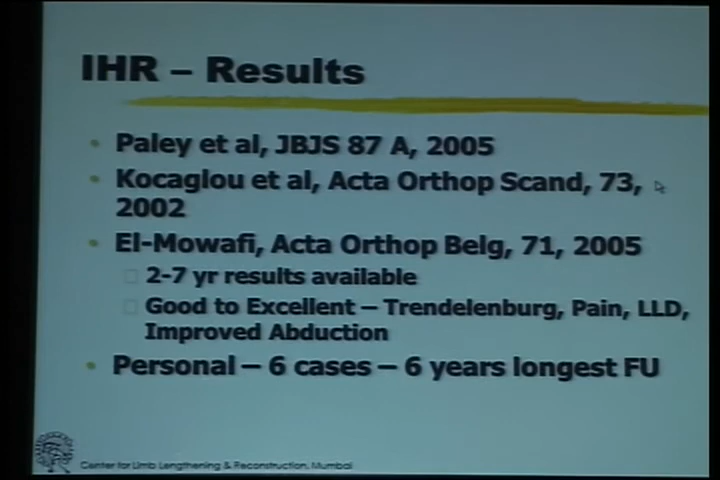 IHR – Results
Paley et al, JBJS 87 A, 2005
Kocaglou et al, Acta Orthop Scand, 73,
2002
El-Mowafi, Acta Orthop Belg, 71, 2005
2-7 yr results available
Good to Excellent – Trendelenburg, Pain, LLD,
Improved Abduction
Personal – 6 cases – 6 years longest FU
Center for Limb Lengthening & Reconstruction, Mumbai